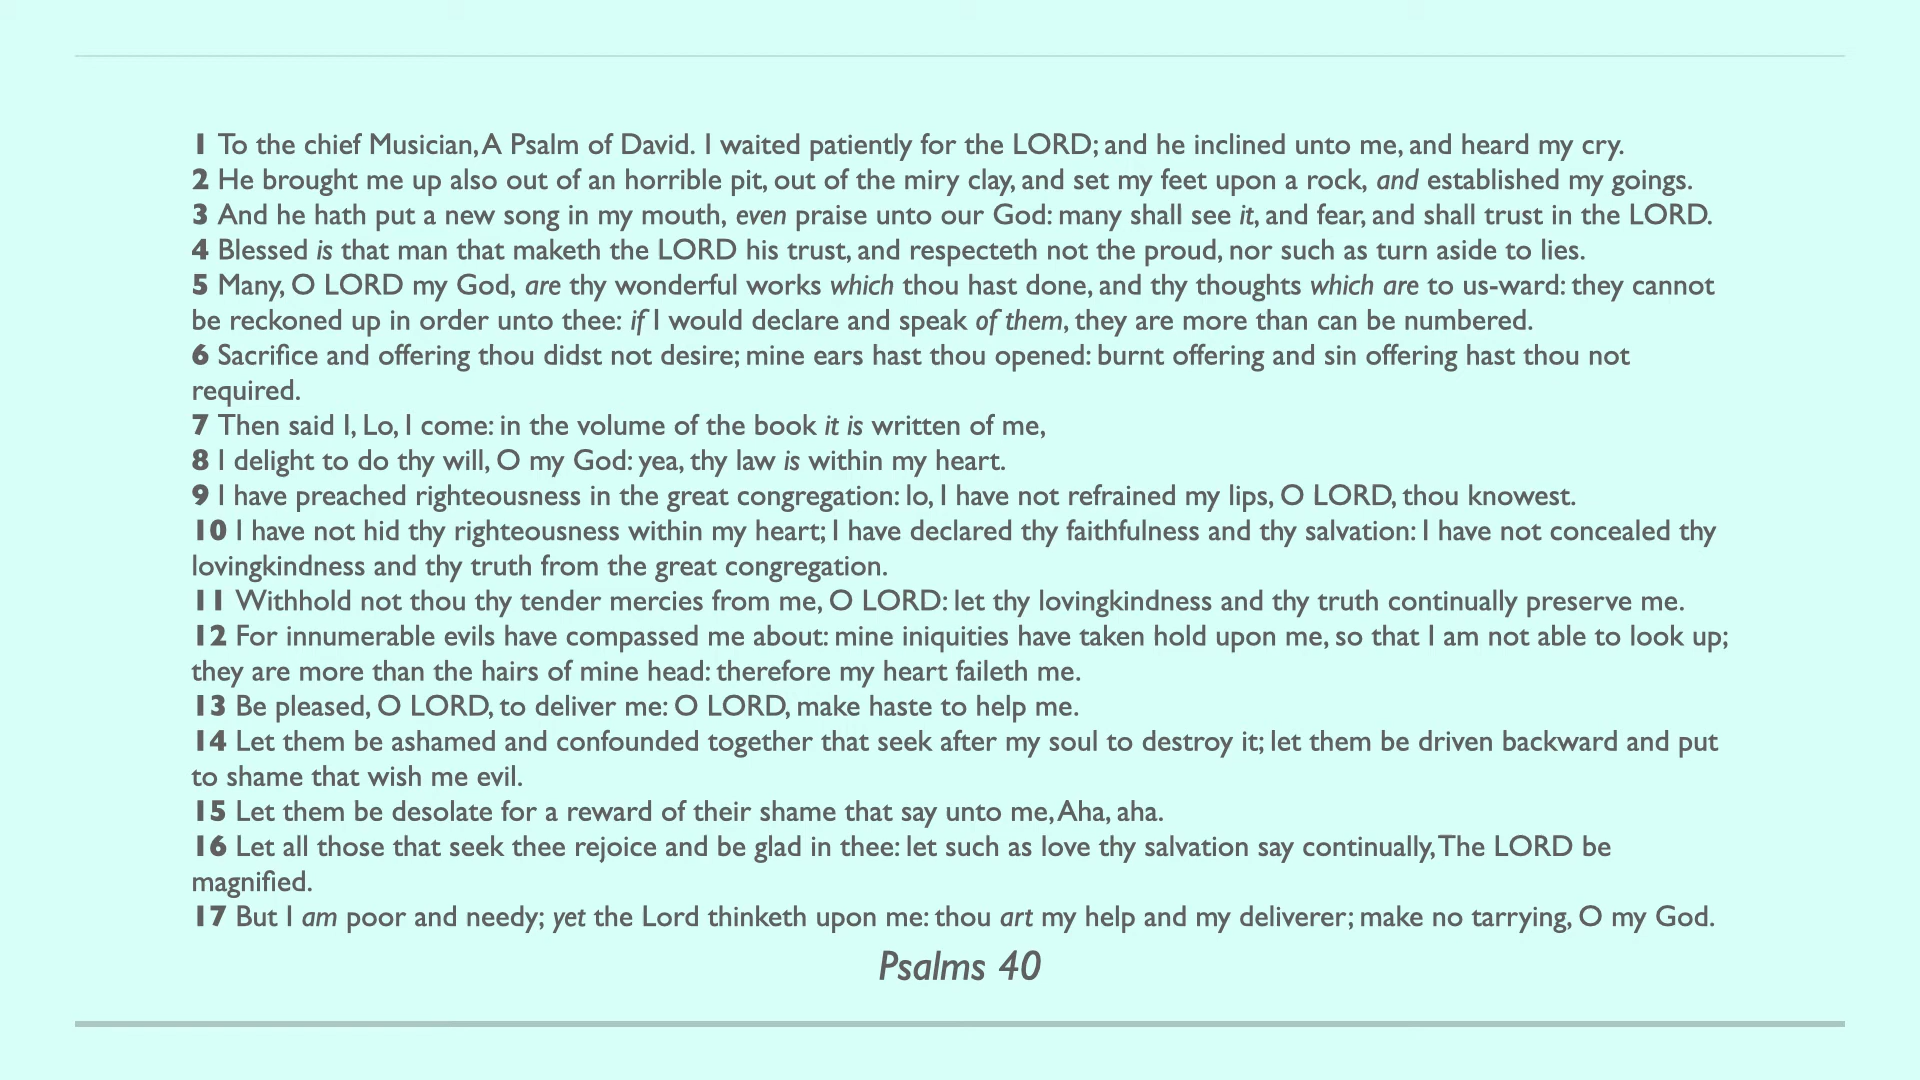 1 To the chief Musician, A Psalm of David. I waited patiently for the LORD; and he inclined unto me, and heard my cry.
2 He brought me up also out of an horrible pit, out of the miry clay, and set my feet upon a rock, and established my goings.
3 And he hath put a new song in my mouth, even praise unto our God: many shall see it, and fear, and shall trust in the LORD.
4 Blessed is that man that maketh the LORD his trust, and respecteth not the proud, nor such as turn aside to lies.
5 Many, O LORD my God, are thy wonderful works which thou hast done, and thy thoughts which are to us-ward: they cannot
be reckoned up in order unto thee: if I would declare and speak of them, they are more than can be numbered.
6 Sacrifice and offering thou didst not desire; mine ears hast thou opened: burnt offering and sin offering hast thou not
required.
7 Then said I, Lo, I come: in the volume of the book it is written of me,
8 I delight to do thy will, O my God: yea, thy law is within my heart.
9 I have preached righteousness in the great congregation: lo, I have not refrained my lips, O LORD, thou knowest.
10 I have not hid thy righteousness within my heart; I have declared thy faithfulness and thy salvation: I have not concealed thy
lovingkindness and thy truth from the great congregation.
11 Withhold not thou thy tender mercies from me, O LORD: let thy lovingkindness and thy truth continually preserve me.
12 For innumerable evils have compassed me about: mine iniquities have taken hold upon me, so that I am not able to look up;
they are more than the hairs of mine head: therefore my heart faileth me.
13 Be pleased, O LORD, to deliver me: O LORD, make haste to help me.
14 Let them be ashamed and confounded together that seek after my soul to destroy it; let them be driven backward and put
to shame that wish me evil.
15 Let them be desolate for a reward of their shame that say unto me, Aha, aha.
16 Let all those that seek thee rejoice and be glad in thee: let such as love thy salvation say continually, The LORD be
magnified.
17 But I am poor and needy; yet the Lord thinketh upon me: thou art my help and my deliverer; make no tarrying, O my God.
Psalms 40